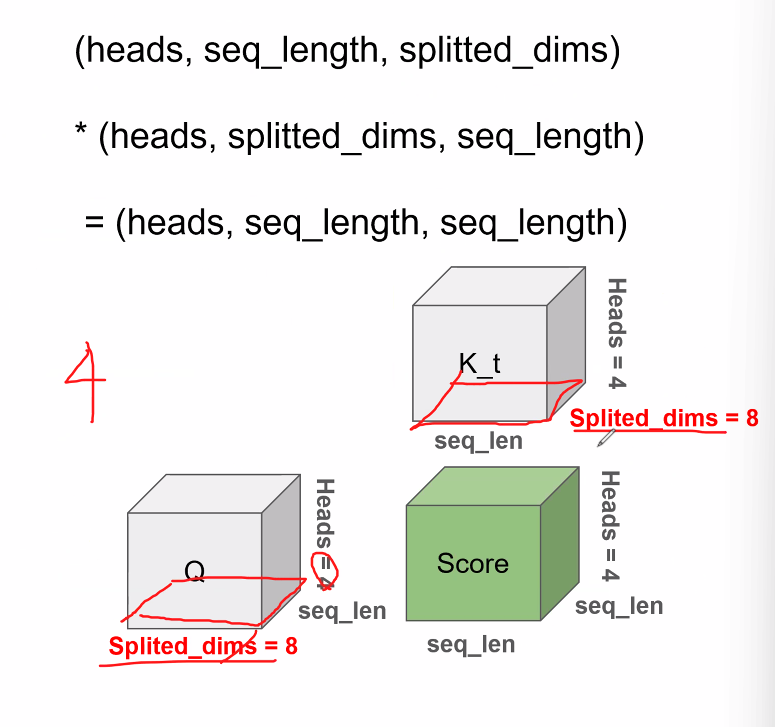 (heads, seq_length, splitted_dims)
* (heads, splitted_dims, seq_length)
= (heads, seq_length, seq_length)
K_t
Heads = 4
Splited_dims = 8
seq_len
4
Q
Heads = 4
seq_len
Splited_dims = 8
Score
Heads = 4
seq_len
seq_len